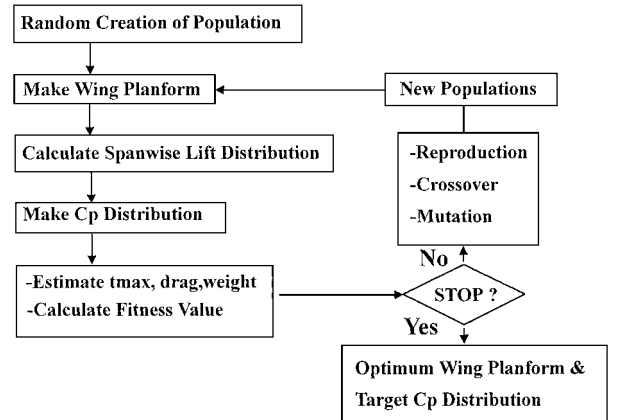 Random Creation of Population
Make Wing Planform
New Populations
Calculate Spanwise Lift Distribution
-Reproduction
-Crossover
-Mutation
Make Cp Distribution
No
-Estimate tmax, drag,weight
-Calculate Fitness Value
STOP ?
Yes
Optimum Wing Planform &
Target Cp Distribution